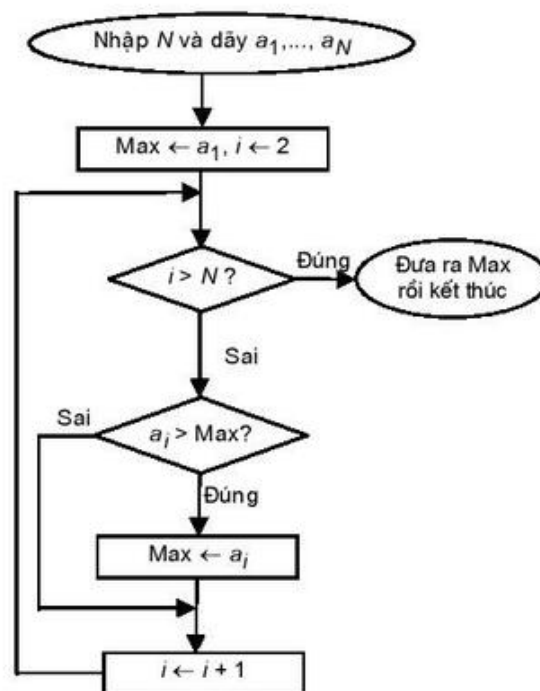 Nhập N và dãy a₁,..., a_N
Max ← a₁, i ← 2
i > N ?
Đúng
Đưa ra Max
rồi kết thúc
Sai
Sai
aᵢ > Max?
Đúng
Max ← aᵢ
i ← i + 1